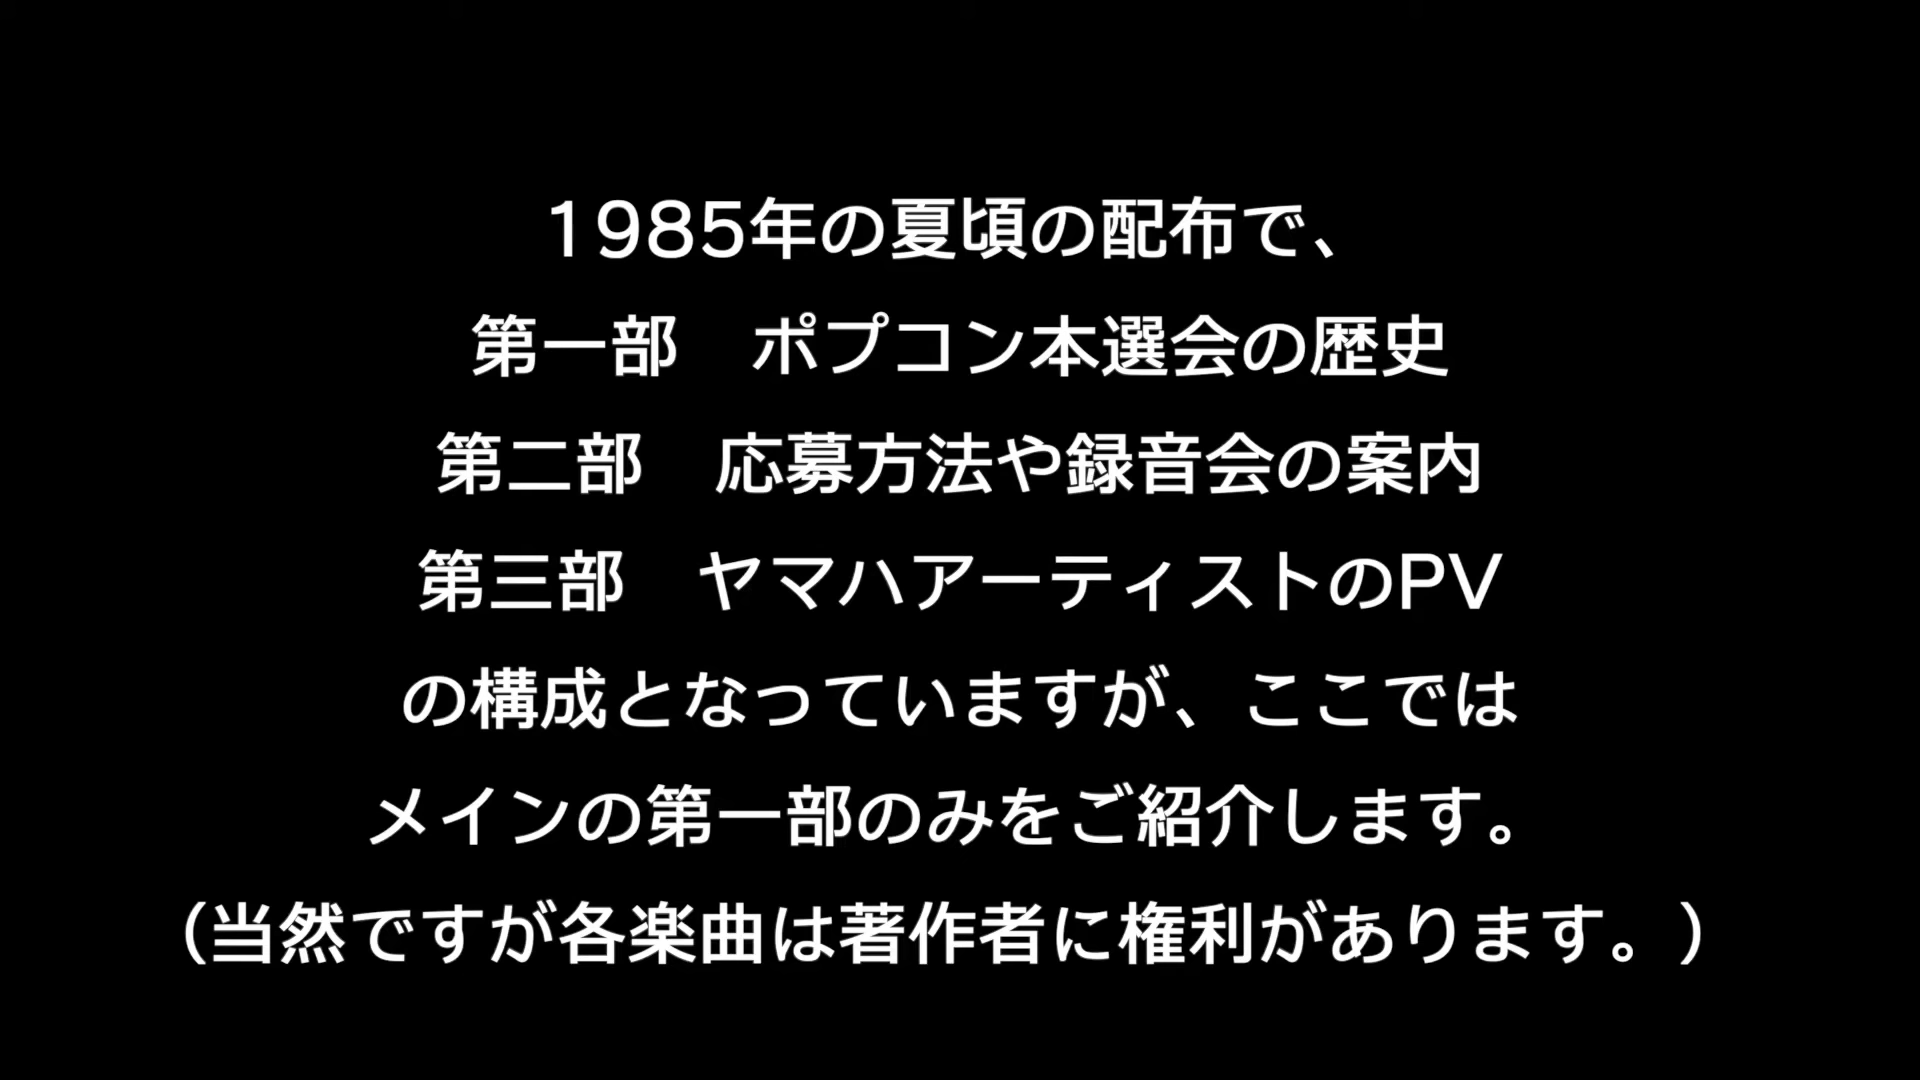 1985年の夏頃の配布で、
第一部　ポプコン本選会の歴史
第二部　応募方法や録音会の案内
第三部　ヤマハアーティストのPV
の構成となっていますが、ここでは
メインの第一部のみをご紹介します。
（当然ですが各楽曲は著作者に権利があります。）